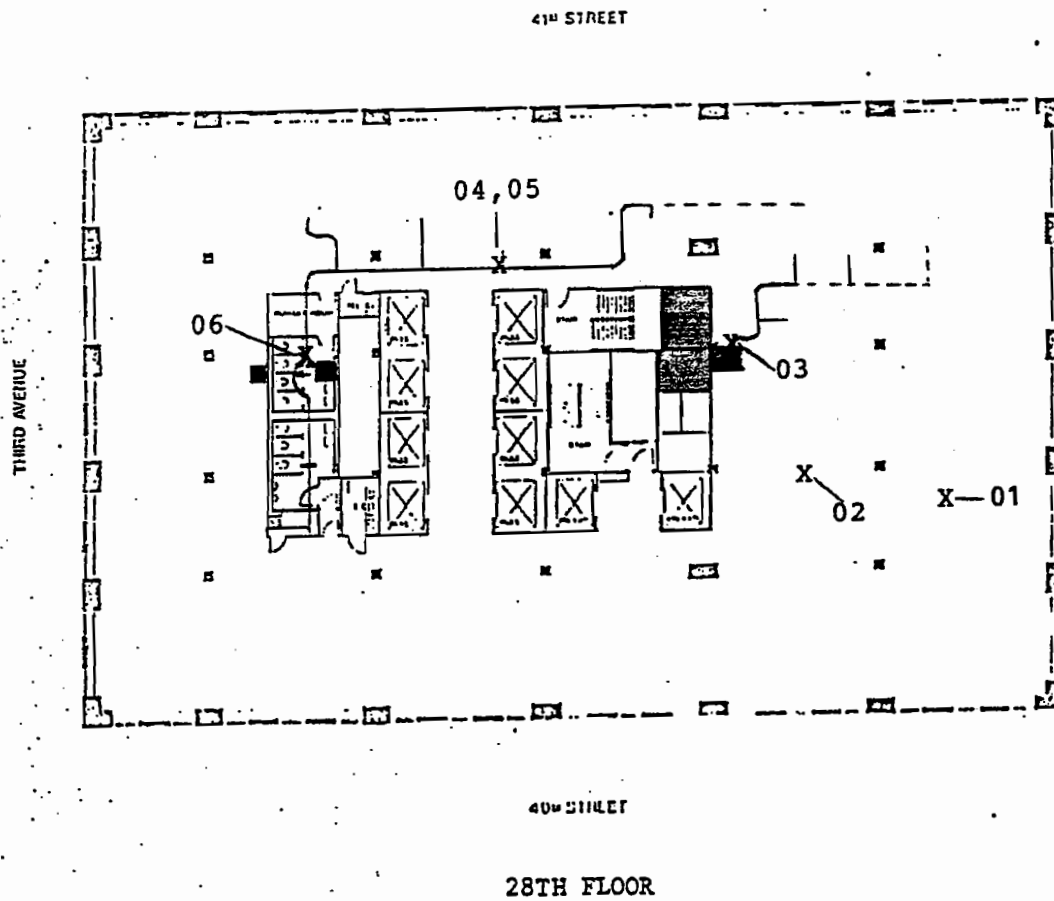 41ST STREET
04,05
06
03
THIRD AVENUE
X
X
X
X
X—01
02
40TH STREET
28TH FLOOR